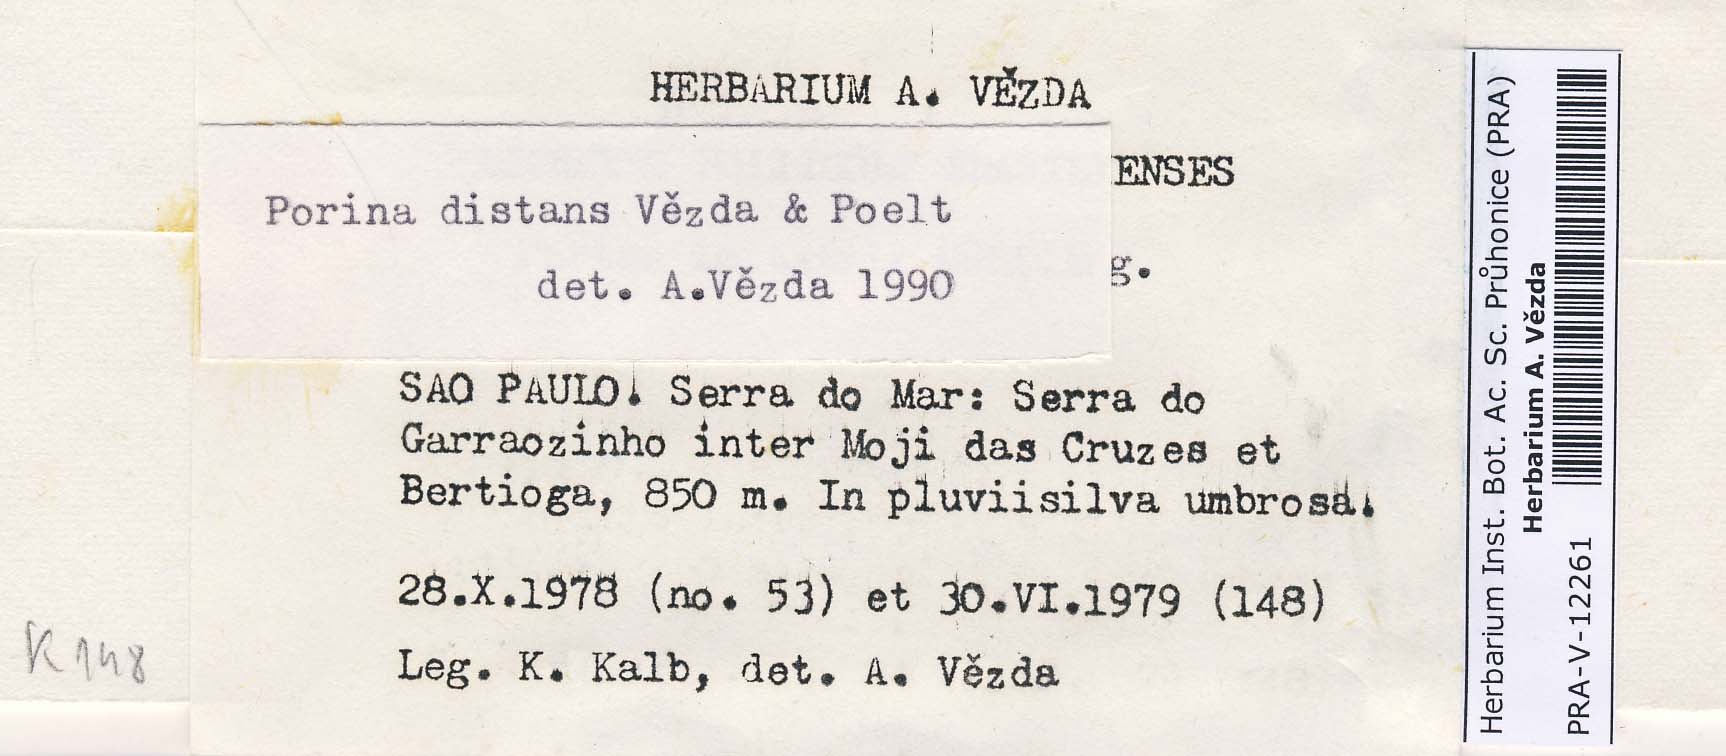 HERBARIUM A. VĚZDA
ENSES
Porina distans Vězda & Poelt
g.
det. A.Vězda 1990
SAO PAULO. Serra do Mar: Serra do
Garraozinho inter Moji das Cruzes et
Bertioga, 850 m. In pluviisilva umbrosa.
28.X.1978 (no. 53) et 30.VI.1979 (148)
Leg. K. Kalb, det. A. Vězda
K 148
Herbarium Inst. Bot. Ac. Sc. Průhonice (PRA)
Herbarium A. Vězda
PRA-V-12261